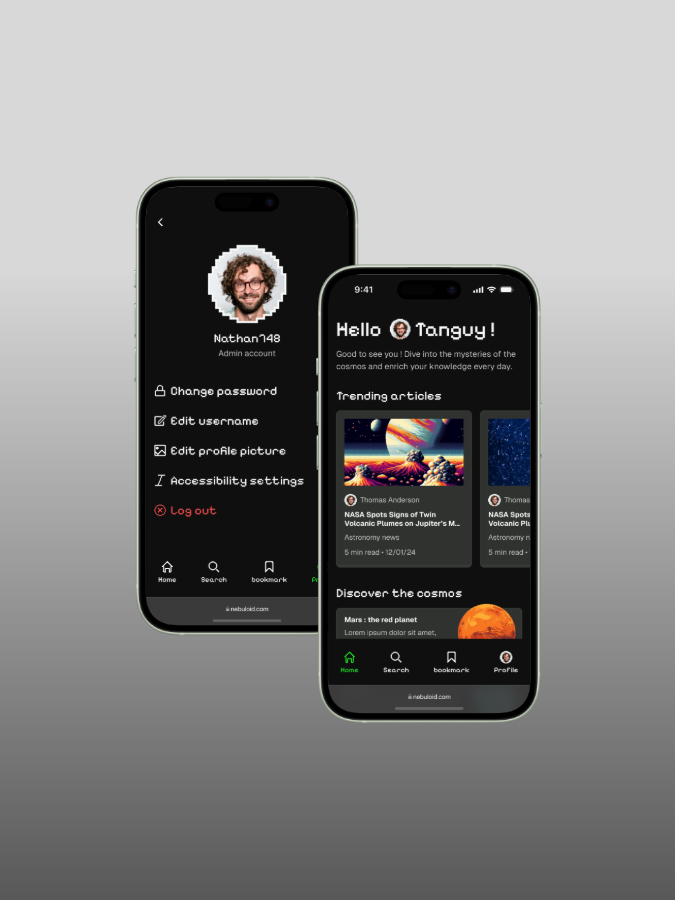 Nathan748
Admin account
Change password
Edit username
Edit profile picture
Accessibility settings
Log out
Home
Search
bookmark
nebuloid.com
9:41
Hello Tanguy !
Good to see you ! Dive into the mysteries of the
cosmos and enrich your knowledge every day.
Trending articles
Thomas Anderson
NASA Spots Signs of Twin
Volcanic Plumes on Jupiter's M...
Astronomy news
5 min read • 12/01/24
Thomas
NASA Spots
Volcanic Plu
Astronomy n
5 min read •
Discover the cosmos
Mars : the red planet
Lorem ipsum dolor sit amet,
Home
Search
bookmark
Profile
nebuloid.com